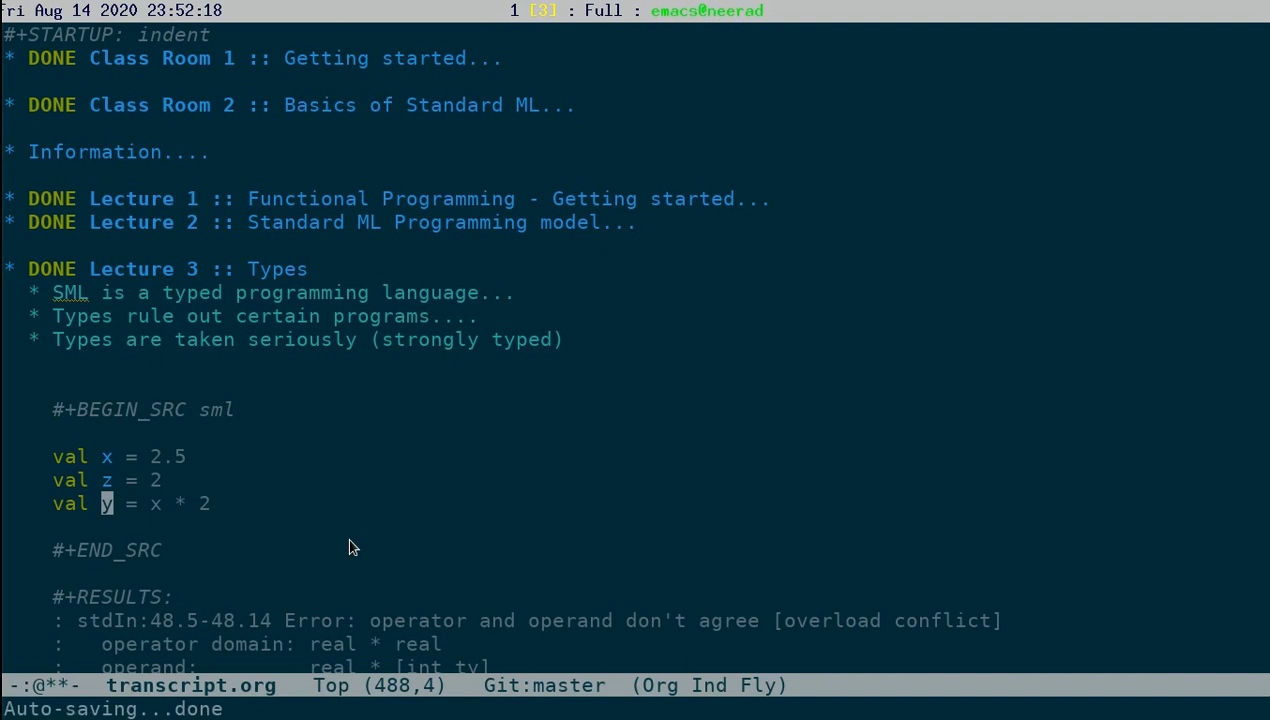 Fri Aug 14 2020 23:52:18 1 [3] : Full : emacs@neerad
#+STARTUP: indent
* DONE Class Room 1 :: Getting started...
* DONE Class Room 2 :: Basics of Standard ML...
* Information....
* DONE Lecture 1 :: Functional Programming - Getting started...
* DONE Lecture 2 :: Standard ML Programming model...
* DONE Lecture 3 :: Types
* SML is a typed programming language...
* Types rule out certain programs....
* Types are taken seriously (strongly typed)
#+BEGIN_SRC sml
val x = 2.5
val z = 2
val y = x * 2
#+END_SRC
#+RESULTS:
: stdIn:48.5-48.14 Error: operator and operand don't agree [overload conflict]
:   operator domain: real * real
:   operand:         real * [int ty]
-:@**-  transcript.org   Top (488,4)   Git:master  (Org Ind Fly)
Auto-saving...done